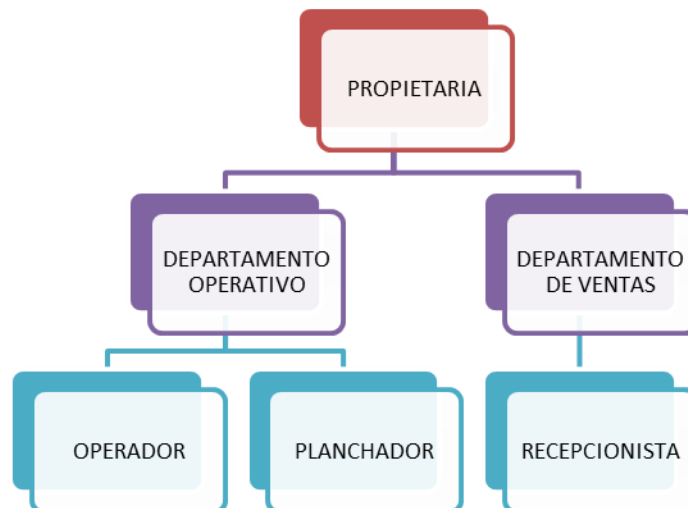 PROPIETARIA
DEPARTAMENTO
OPERATIVO
DEPARTAMENTO
DE VENTAS
OPERADOR
PLANCHADOR
RECEPCIONISTA